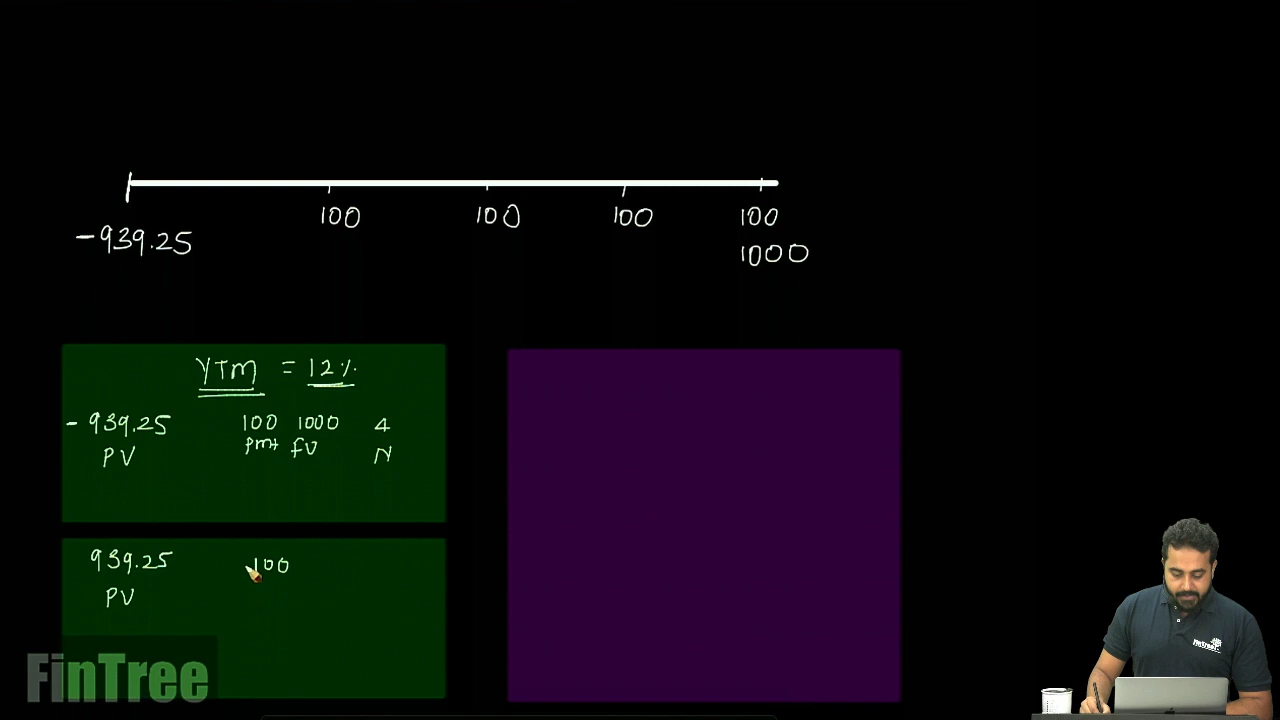 100 100 100 100
-939.25 1000
YTM = 12%
-939.25 100 1000 4
PV pmt FV N
939.25 100
PV
FinTree